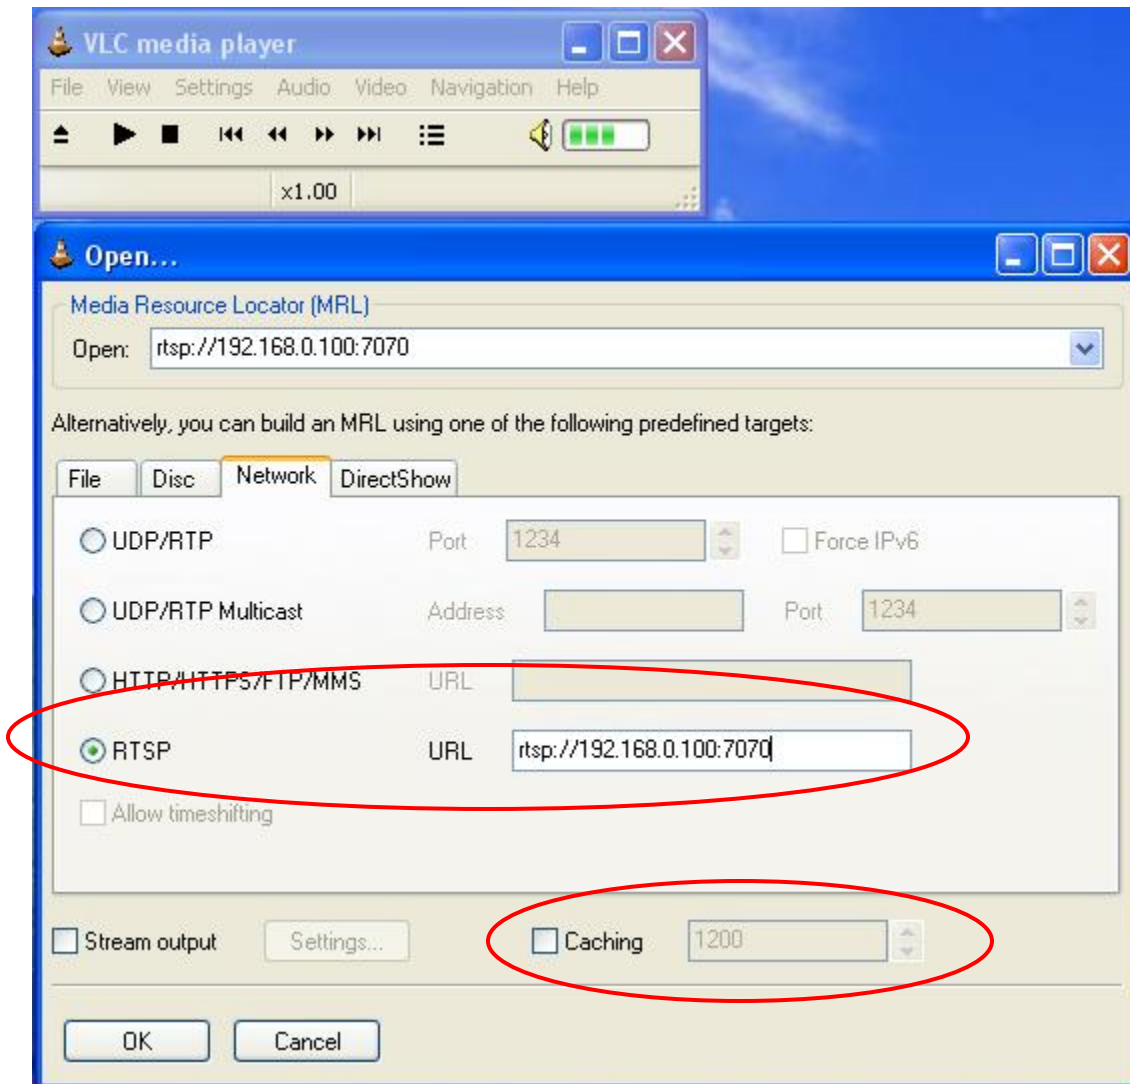 VLC media player
File View Settings Audio Video Navigation Help
x1.00
Open...
Media Resource Locator (MRL)
Open: rtsp://192.168.0.100:7070
Alternatively, you can build an MRL using one of the following predefined targets:
File Disc Network DirectShow
UDP/RTP Port 1234 Force IPv6
UDP/RTP Multicast Address Port 1234
HTTP/HTTPS/FTP/MMS URL
RTSP URL rtsp://192.168.0.100:7070
Allow timeshifting
Stream output Settings... Caching 1200
OK Cancel